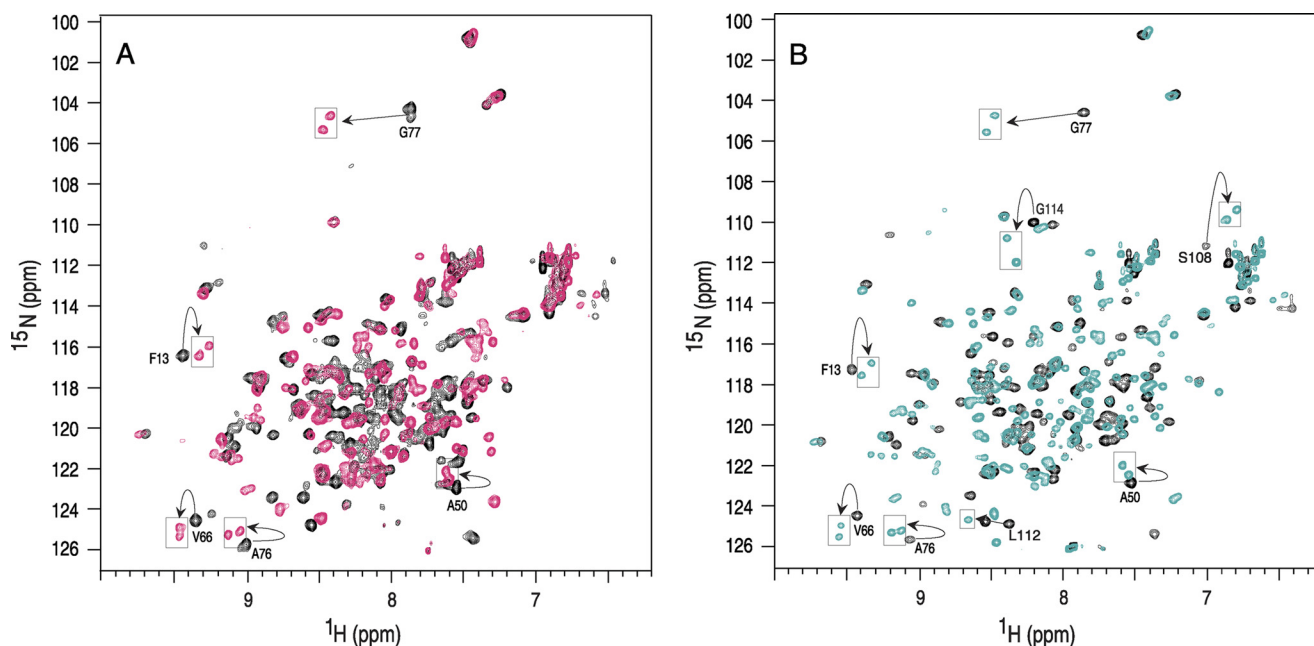 A
100
102
104
106
108
110
112
114
116
118
120
122
124
126
15N (ppm)
G77
F13
V66
A76
A50
9
8
7
1H (ppm)
B
100
102
104
106
108
110
112
114
116
118
120
122
124
126
15N (ppm)
G77
G114
S108
F13
A50
V66
A76
L112
9
8
7
1H (ppm)